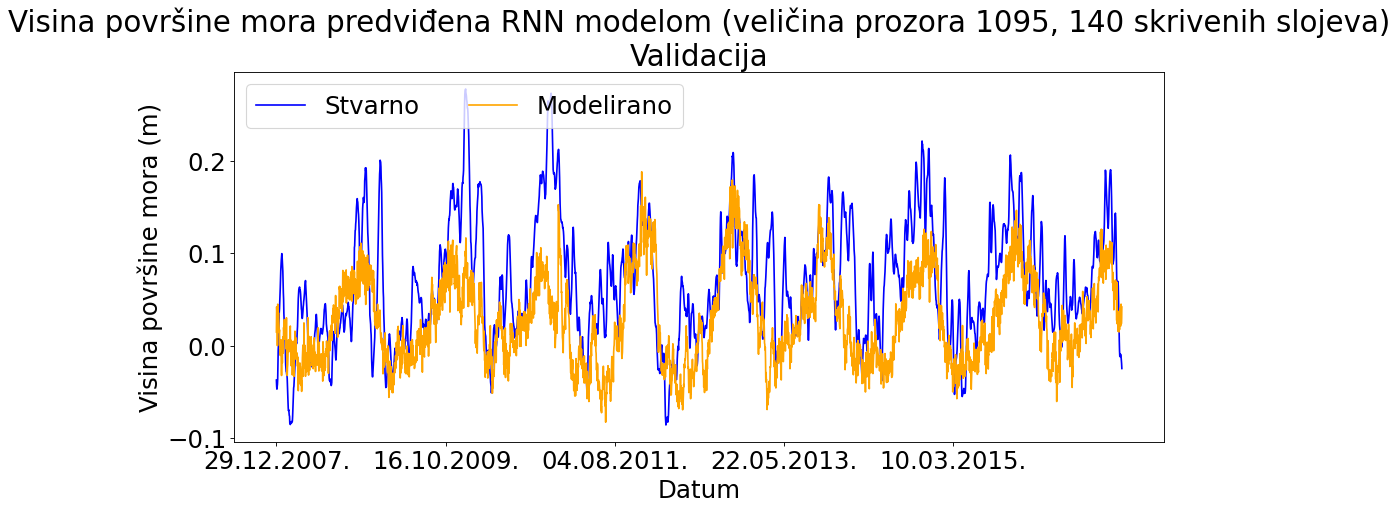 Visina površine mora predviđena RNN modelom (veličina prozora 1095, 140 skrivenih slojeva)
Validacija
Stvarno Modelirano
Visina površine mora (m)
0.2
0.1
0.0
−0.1
29.12.2007. 16.10.2009. 04.08.2011. 22.05.2013. 10.03.2015.
Datum